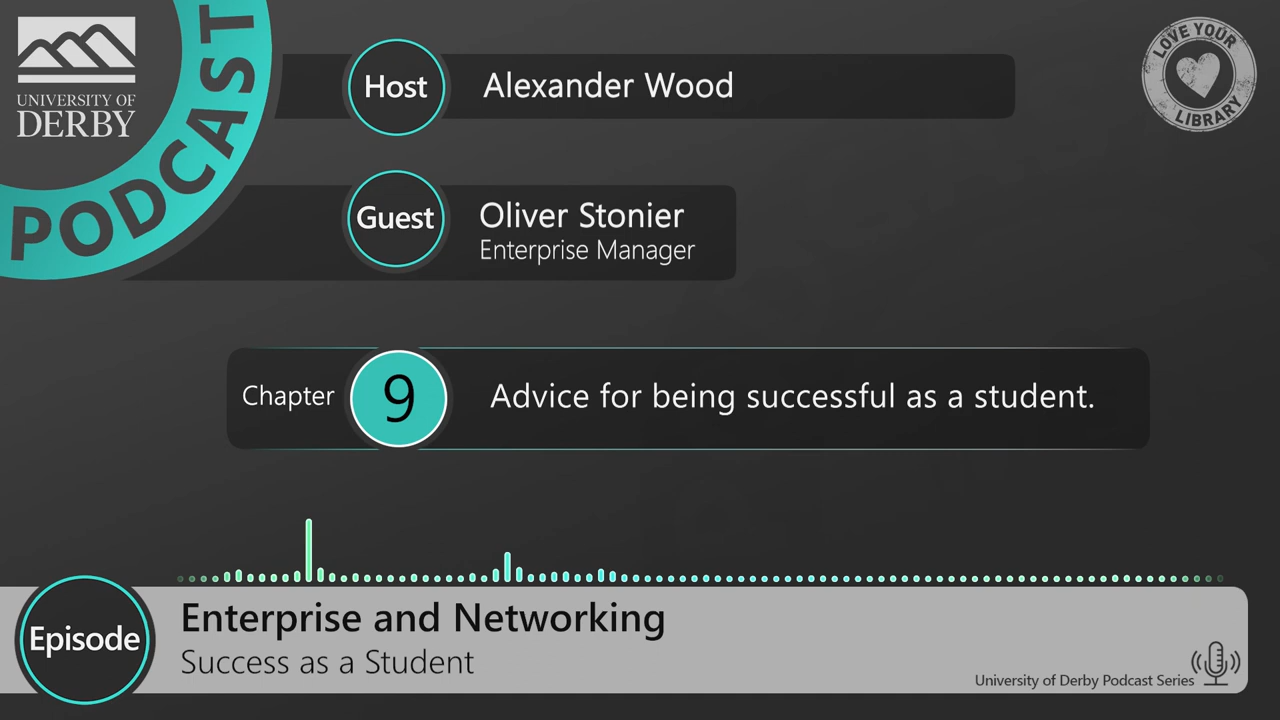 UNIVERSITY OF
DERBY
PODCAST
Host
Alexander Wood
LOVE YOUR
LIBRARY
Guest
Oliver Stonier
Enterprise Manager
Chapter
9
Advice for being successful as a student.
Episode
Enterprise and Networking
Success as a Student
University of Derby Podcast Series